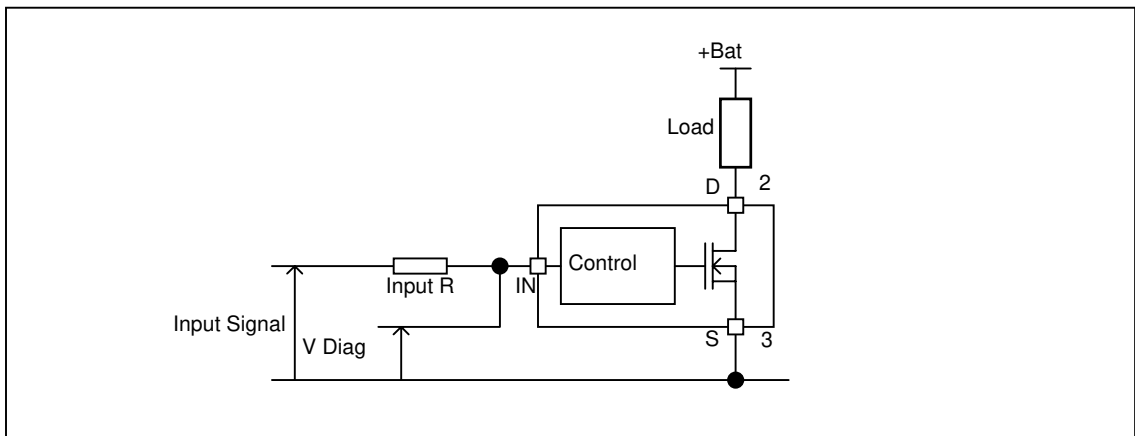 +Bat
Load
D 2
Control
Input R IN
Input Signal
V Diag
S 3